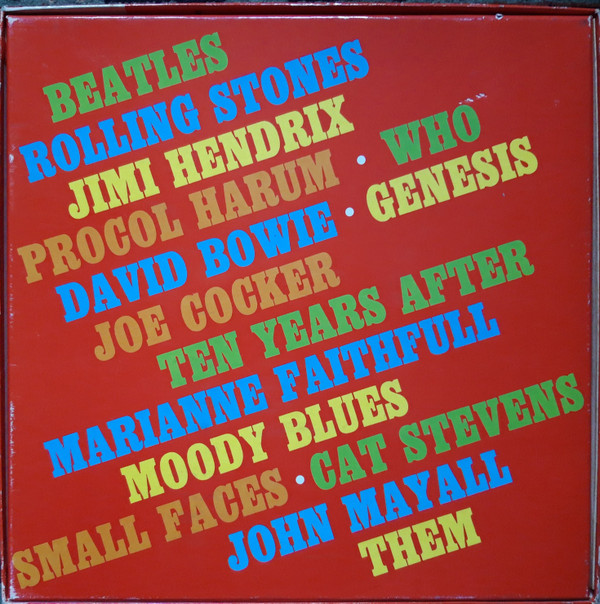 BEATLES
ROLLING STONES
JIMI HENDRIX
PROCOL HARUM • WHO
DAVID BOWIE • GENESIS
JOE COCKER
TEN YEARS AFTER
MARIANNE FAITHFULL
MOODY BLUES
SMALL FACES • CAT STEVENS
JOHN MAYALL
THEM